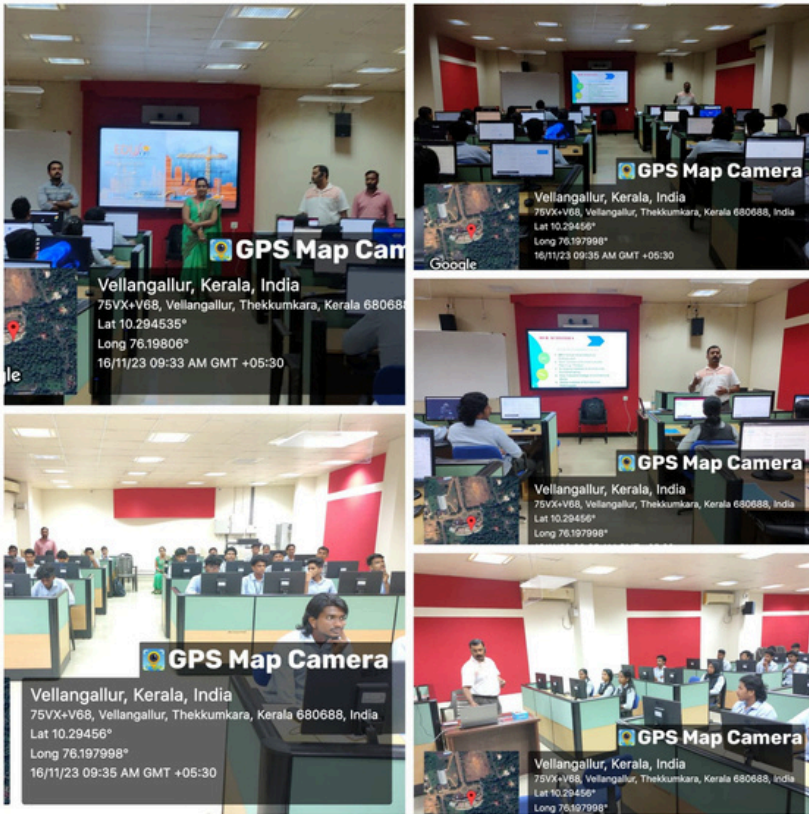 GPS Map Cam
Vellangallur, Kerala, India
75VX+V68, Vellangallur, Thekkumkara, Kerala 680688
Lat 10.294535°
Long 76.19806°
16/11/23 09:33 AM GMT +05:30
gle
GPS Map Camera
Vellangallur, Kerala, India
75VX+V68, Vellangallur, Thekkumkara, Kerala 680688, India
Lat 10.29456°
Long 76.197998°
16/11/23 09:35 AM GMT +05:30
Google
GPS Map Camera
Vellangallur, Kerala, India
75VX+V68, Vellangallur, Thekkumkara, Kerala 680688, India
Lat 10.29456°
Long 76.197998°
GPS Map Camera
Vellangallur, Kerala, India
75VX+V68, Vellangallur, Thekkumkara, Kerala 680688, India
Lat 10.29456°
Long 76.197998°
16/11/23 09:35 AM GMT +05:30
GPS Map Camera
Vellangallur, Kerala, India
75VX+V68, Vellangallur, Thekkumkara, Kerala 680688, India
Lat 10.29456°
Long 76.197998°